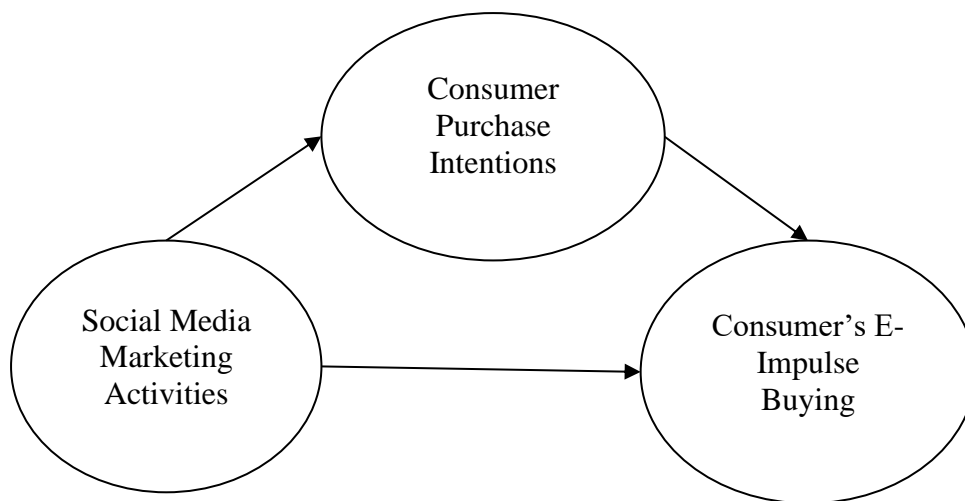 Consumer
Purchase
Intentions
Social Media
Marketing
Activities
Consumer’s E-
Impulse
Buying